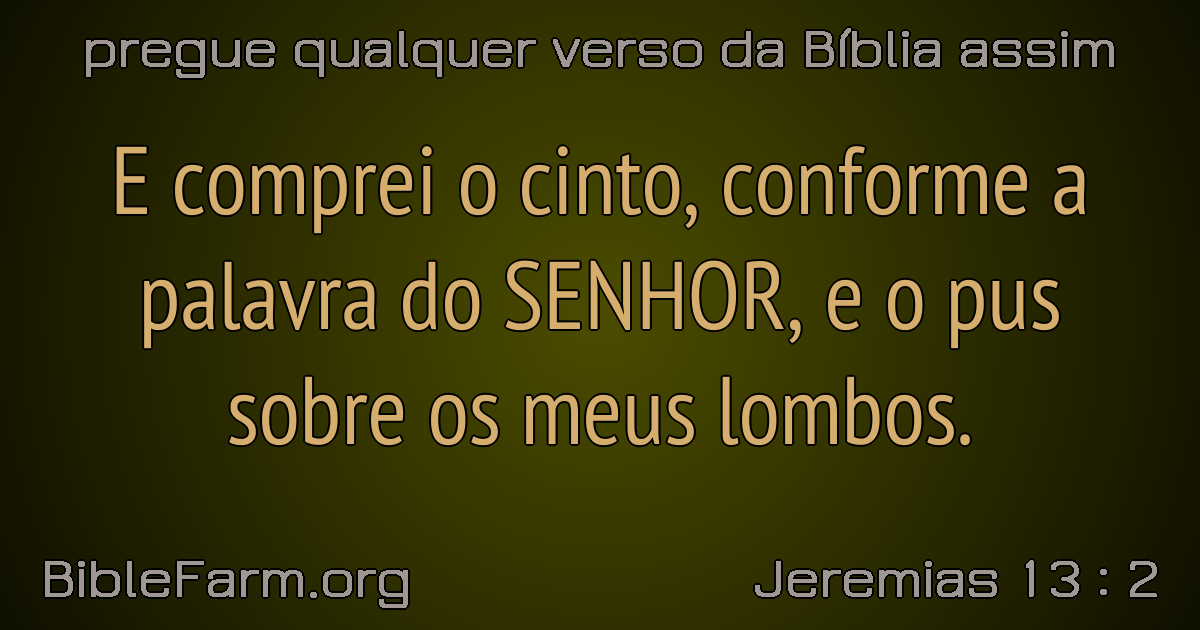 pregue qualquer verso da Bíblia assim
E comprei o cinto, conforme a
palavra do SENHOR, e o pus
sobre os meus lombos.
BibleFarm.org
Jeremias 13 : 2